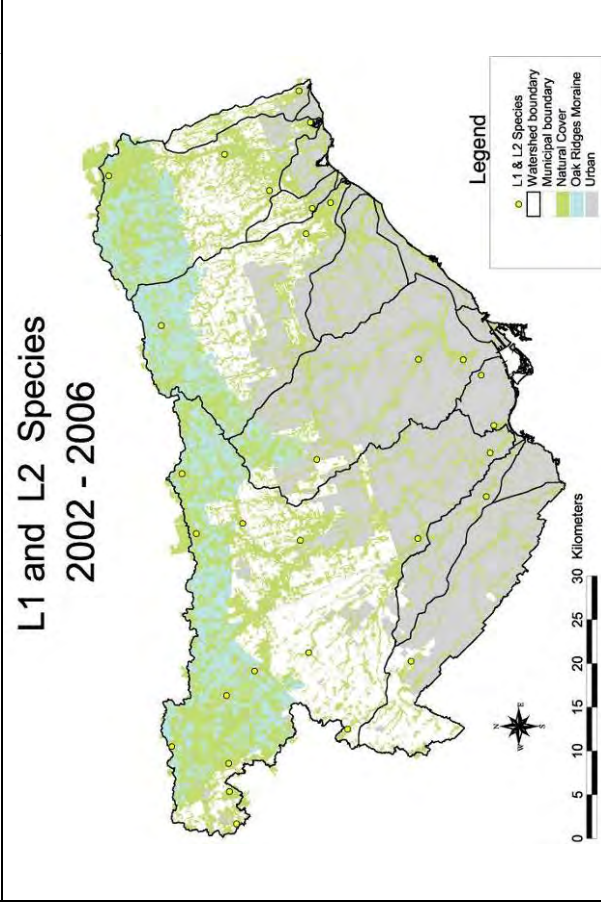 L1 and L2 Species
2002 - 2006
Legend
L1 & L2 Species
Watershed boundary
Municipal boundary
Natural Cover
Oak Ridges Moraine
Urban
N
W
E
S
0 5 10 15 20 25 30 Kilometers